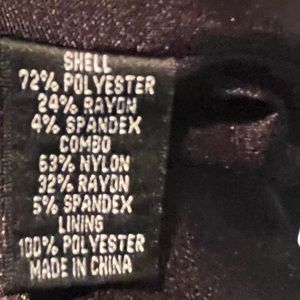 SHELL
72% POLYESTER
24% RAYON
4% SPANDEX
COMBO
63% NYLON
32% RAYON
5% SPANDEX
LINING
100% POLYESTER
MADE IN CHINA